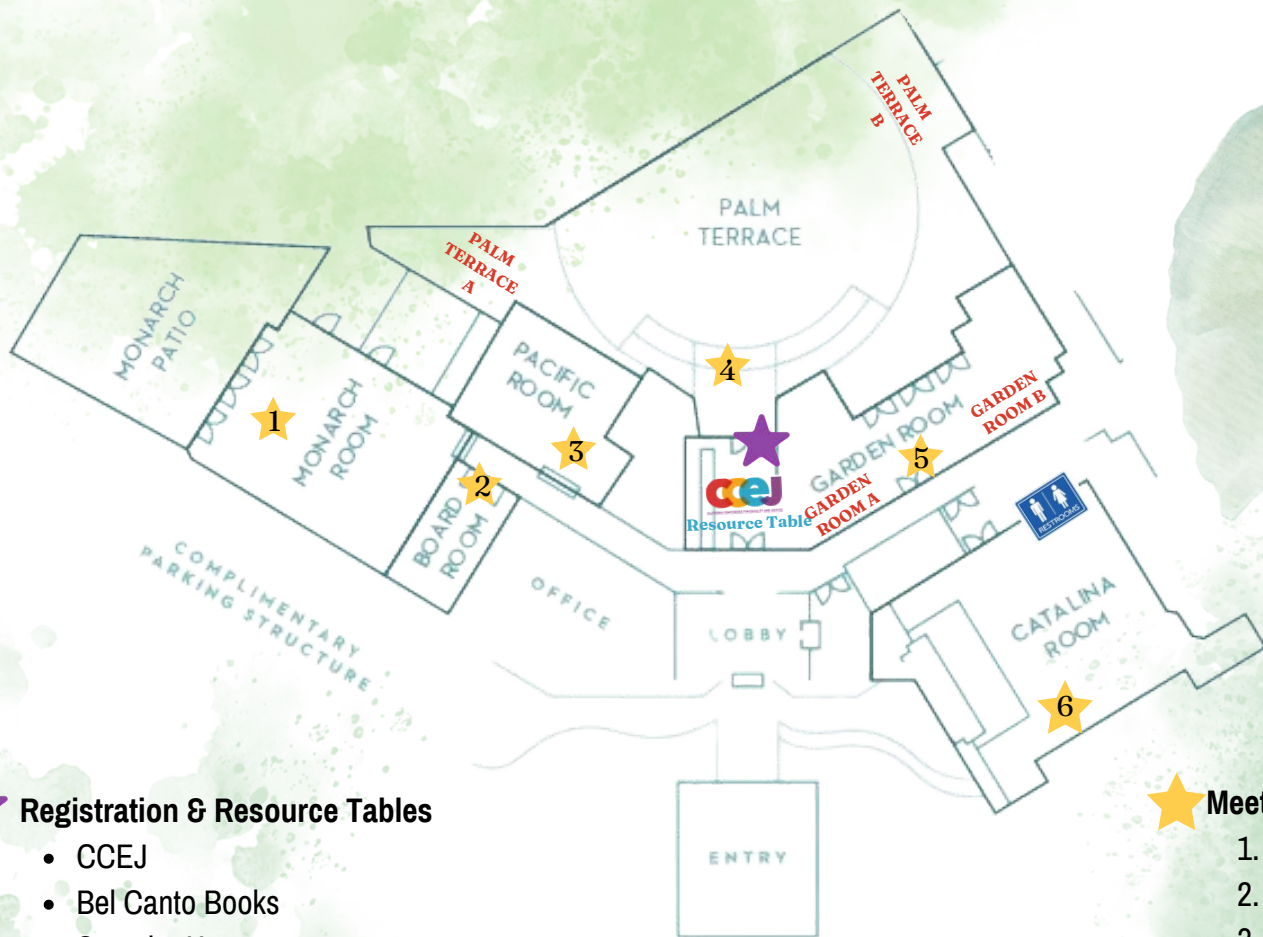 PALM
TERRACE
B
PALM
TERRACE
PALM
TERRACE
A
MONARCH
PATIO
PACIFIC
ROOM
4
1
MONARCH
ROOM
3
GARDEN ROOM
GARDEN
ROOM B
5
2
BOARD
ROOM
ccej
Resource Table
GARDEN
ROOM A
RESTROOMS
COMPLIMENTARY
PARKING STRUCTURE
OFFICE
LOBBY
CATALINA
ROOM
6
ENTRY
Registration & Resource Tables
• CCEJ
• Bel Canto Books
Meet
1.
2.